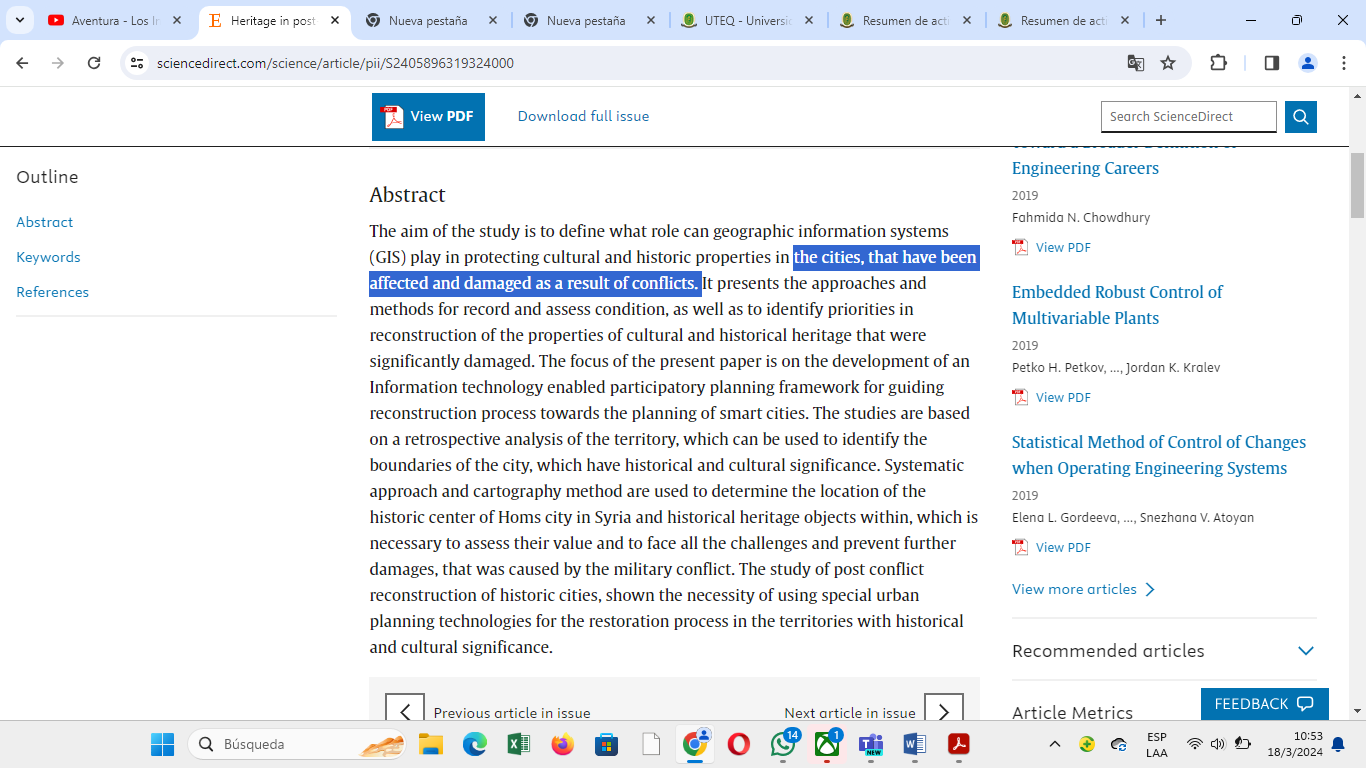 Aventura - Los In
Heritage in post
Nueva pestaña
Nueva pestaña
UTEQ - Universi
Resumen de acti
Resumen de acti
sciencedirect.com/science/article/pii/S2405896319324000
View PDF
Download full issue
Search ScienceDirect
Outline
Abstract
Keywords
References
Abstract
The aim of the study is to define what role can geographic information systems
(GIS) play in protecting cultural and historic properties in the cities, that have been
affected and damaged as a result of conflicts. It presents the approaches and
methods for record and assess condition, as well as to identify priorities in
reconstruction of the properties of cultural and historical heritage that were
significantly damaged. The focus of the present paper is on the development of an
Information technology enabled participatory planning framework for guiding
reconstruction process towards the planning of smart cities. The studies are based
on a retrospective analysis of the territory, which can be used to identify the
boundaries of the city, which have historical and cultural significance. Systematic
approach and cartography method are used to determine the location of the
historic center of Homs city in Syria and historical heritage objects within, which is
necessary to assess their value and to face all the challenges and prevent further
damages, that was caused by the military conflict. The study of post conflict
reconstruction of historic cities, shown the necessity of using special urban
planning technologies for the restoration process in the territories with historical
and cultural significance.
Previous article in issue
Next article in issue
Toward a Broader Definition of
Engineering Careers
2019
Fahmida N. Chowdhury
View PDF
Embedded Robust Control of
Multivariable Plants
2019
Petko H. Petkov, ..., Jordan K. Kralev
View PDF
Statistical Method of Control of Changes
when Operating Engineering Systems
2019
Elena L. Gordeeva, ..., Snezhana V. Atoyan
View PDF
View more articles
Recommended articles
Article Metrics
FEEDBACK
Búsqueda
14
1
NEW
ESP
LAA
10:53
18/3/2024